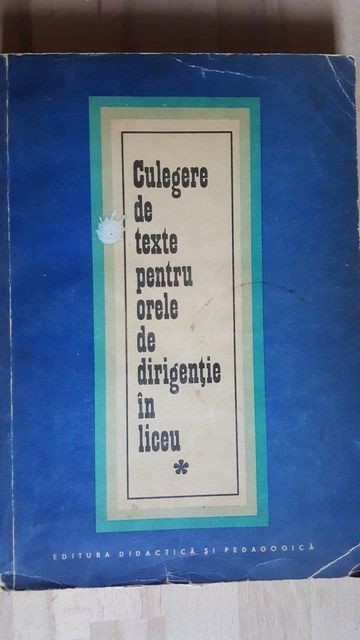 Culegere
de
texte
pentru
orele
de
dirigenție
în
liceu
*
EDITURA DIDACTICĂ ȘI PEDAGOGICĂ